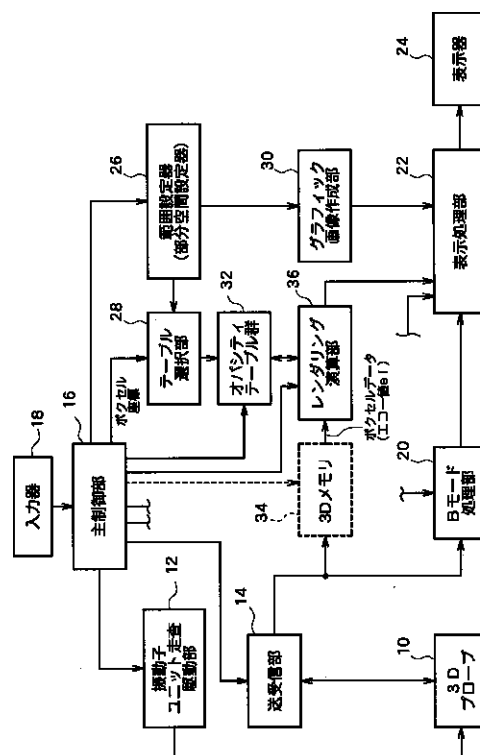 18
入力器
16
主制御部
ボクセル
座標
26
範囲設定器
(部分空間設定器)
28
テーブル
選択部
12
振動子
ユニット走査
駆動部
32
オパシティ
テーブル群
30
グラフィック
画像作成部
14
送受信部
34
3Dメモリ
36
レンダリング
演算部
ボクセルデータ
(エコー値ei)
10
3D
プローブ
20
Bモード
処理部
22
表示処理部
24
表示器